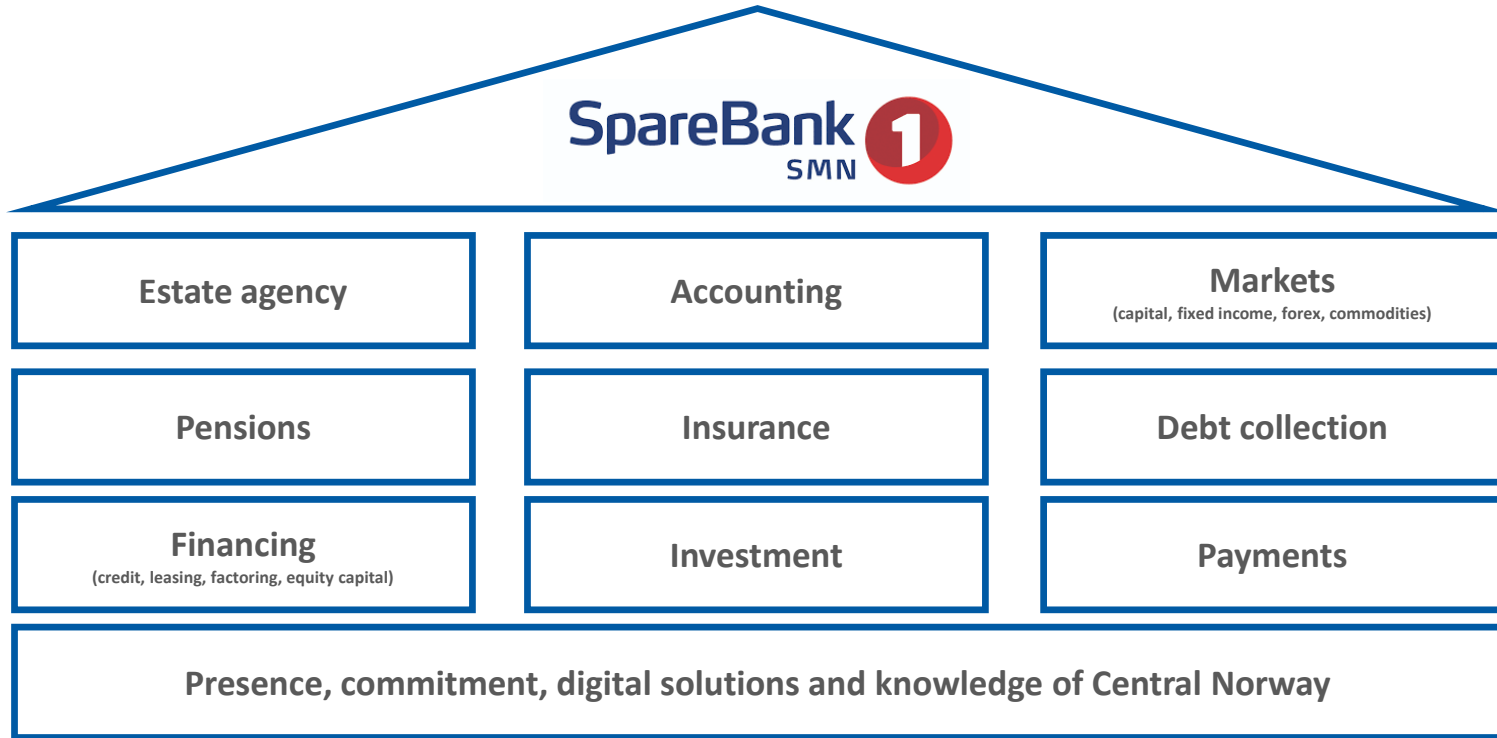 SpareBank 1
SMN
Estate agency
Accounting
Markets
(capital, fixed income, forex, commodities)
Pensions
Insurance
Debt collection
Financing
(credit, leasing, factoring, equity capital)
Investment
Payments
Presence, commitment, digital solutions and knowledge of Central Norway